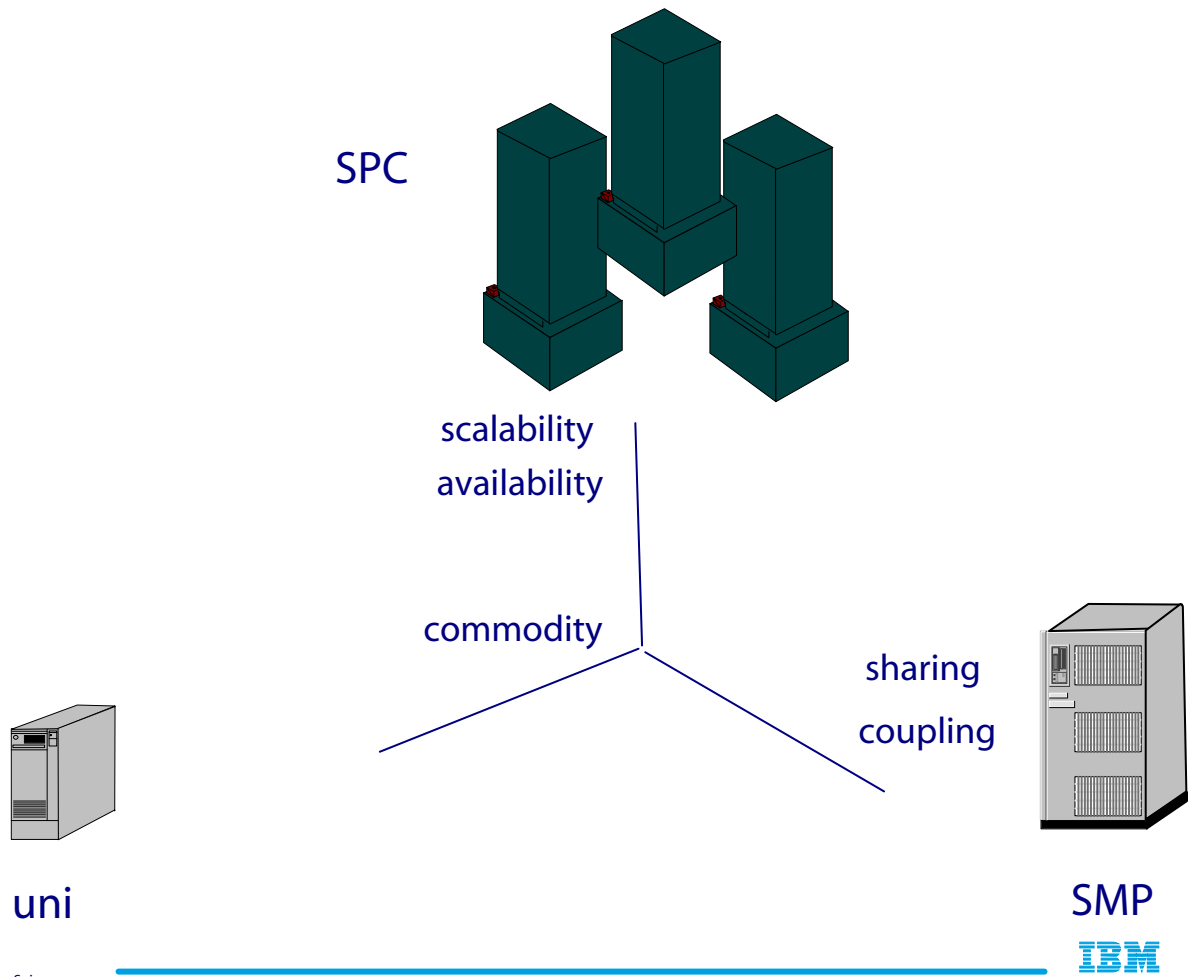 SPC
scalability
availability
commodity
sharing
coupling
uni
SMP
IBM